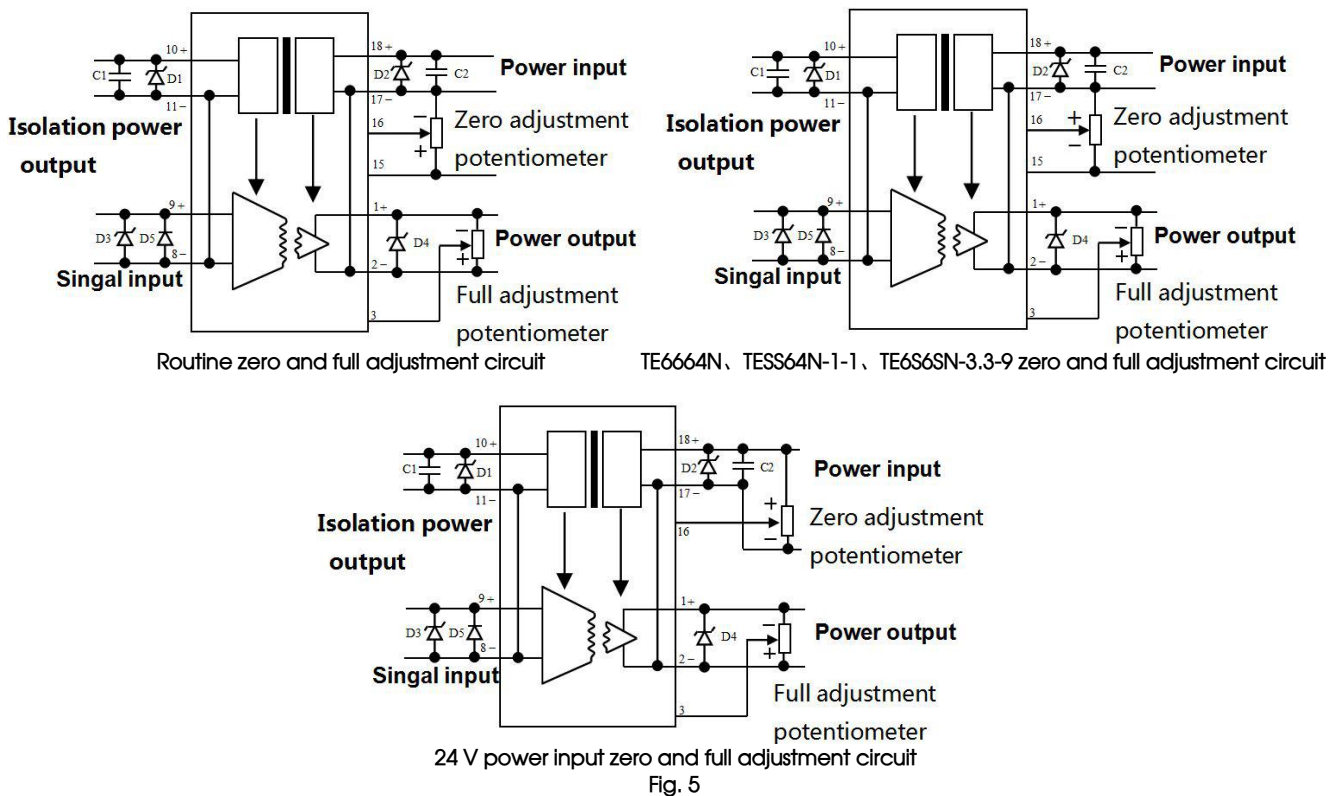 10 +
18 +
C1
D1
D2
C2
Power input
11 −
17 −
Isolation power
output
16
−
+
Zero adjustment
potentiometer
15
9 +
1+
D3
D5
D4
−
+
Power output
8 −
2 −
Singal input
3
Full adjustment
potentiometer
Routine zero and full adjustment circuit
10 +
18 +
C1
D1
D2
C2
Power input
11 −
17 −
Isolation power
output
16
+
−
Zero adjustment
potentiometer
15
9 +
1+
D3
D5
D4
−
+
Power output
8 −
2 −
Singal input
3
Full adjustment
potentiometer
TE6664N、TESS64N-1-1、TE6S6SN-3.3-9 zero and full adjustment circuit
10 +
18 +
C1
D1
D2
C2
Power input
11 −
17 −
Isolation power
output
16
+
−
Zero adjustment
potentiometer
9 +
1+
D3
D5
D4
−
+
Power output
8 −
2 −
Singal input
3
Full adjustment
potentiometer
24 V power input zero and full adjustment circuit
Fig. 5